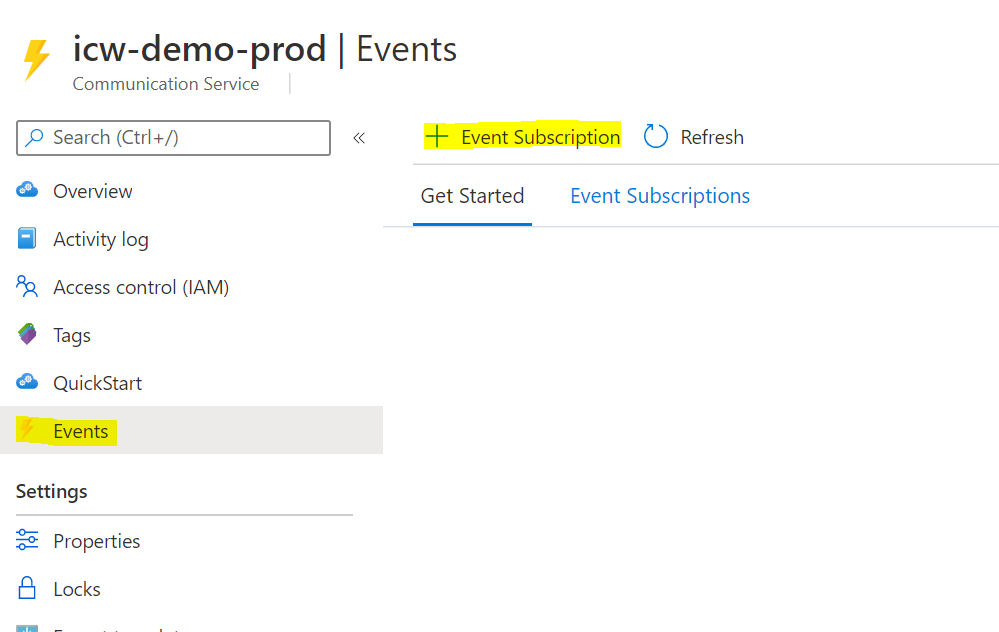 icw-demo-prod | Events
Communication Service
Search (Ctrl+/)
«
+ Event Subscription
Refresh
Get Started
Event Subscriptions
Overview
Activity log
Access control (IAM)
Tags
QuickStart
Events
Settings
Properties
Locks